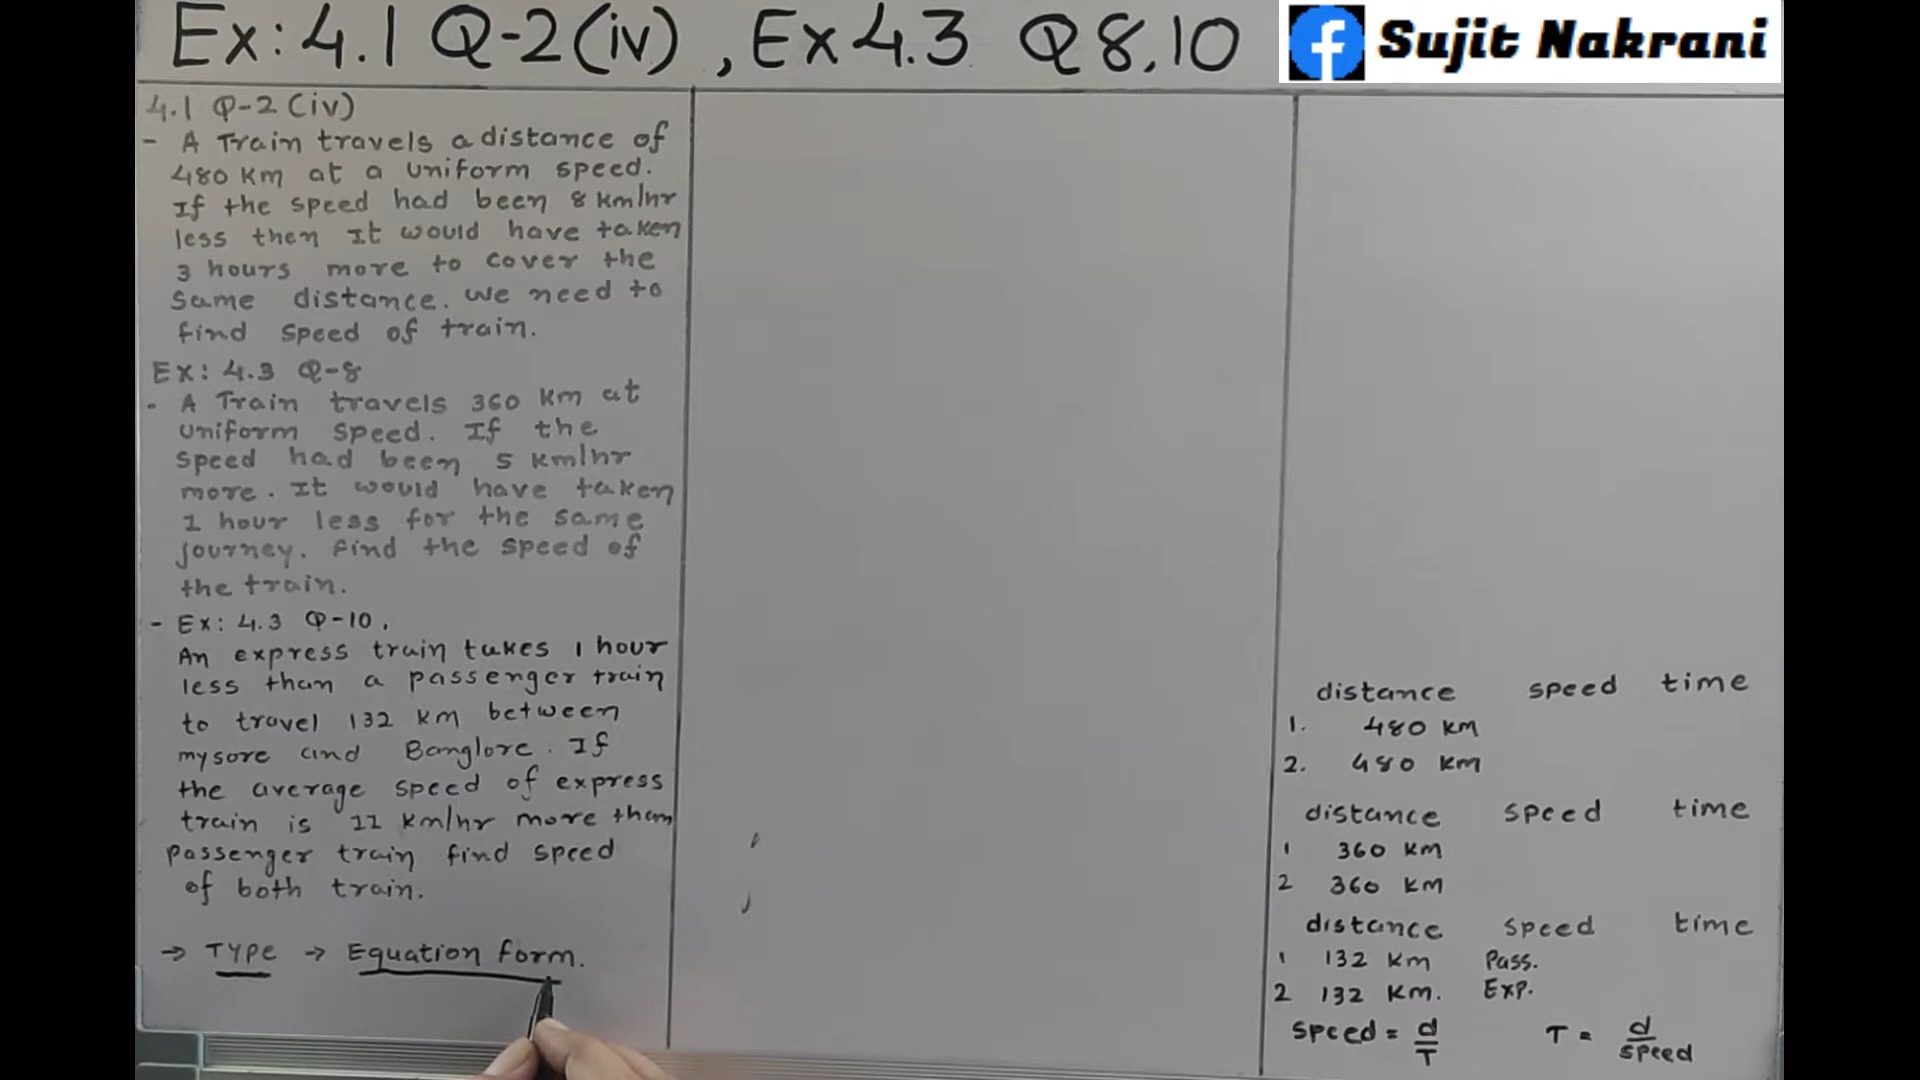 Ex: 4.1 Q-2(iv) , Ex 4.3 Q 8,10
f Sujit Nakrani
4.1 Q-2 (iv)
- A Train travels a distance of
480 Km at a uniform speed.
If the speed had been 8 Km/hr
less then It would have taken
3 hours more to cover the
same distance. We need to
find speed of train.
Ex: 4.3 Q-8
- A Train travels 360 Km at
uniform speed. If the
speed had been 5 km/hr
more. It would have taken
1 hour less for the same
journey. Find the speed of
the train.
- Ex: 4.3 Q-10,
An express train takes 1 hour
less than a passenger train
to travel 132 km between
mysore and Banglore. If
the average speed of express
train is 11 km/hr more than
passenger train find speed
of both train.
→ TYPE → Equation form.
distance speed time
1. 480 KM
2. 480 KM
distance speed time
1 360 KM
2 360 KM
distance speed time
1 132 KM Pass.
2 132 KM. Exp.
speed = d/T T = d/speed